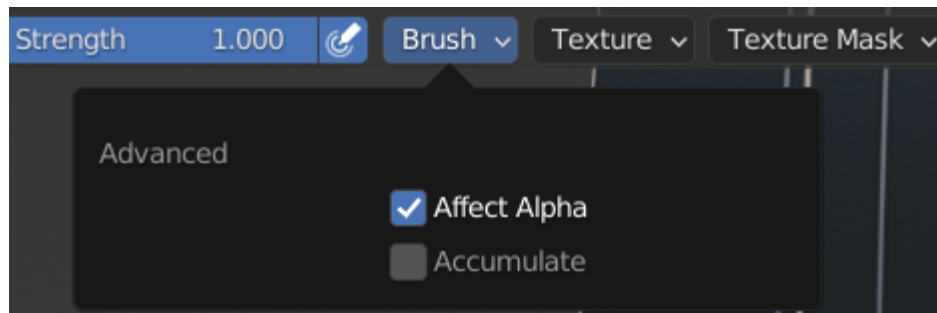 Strength 1.000 Brush Texture Texture Mask
Advanced
Affect Alpha
Accumulate